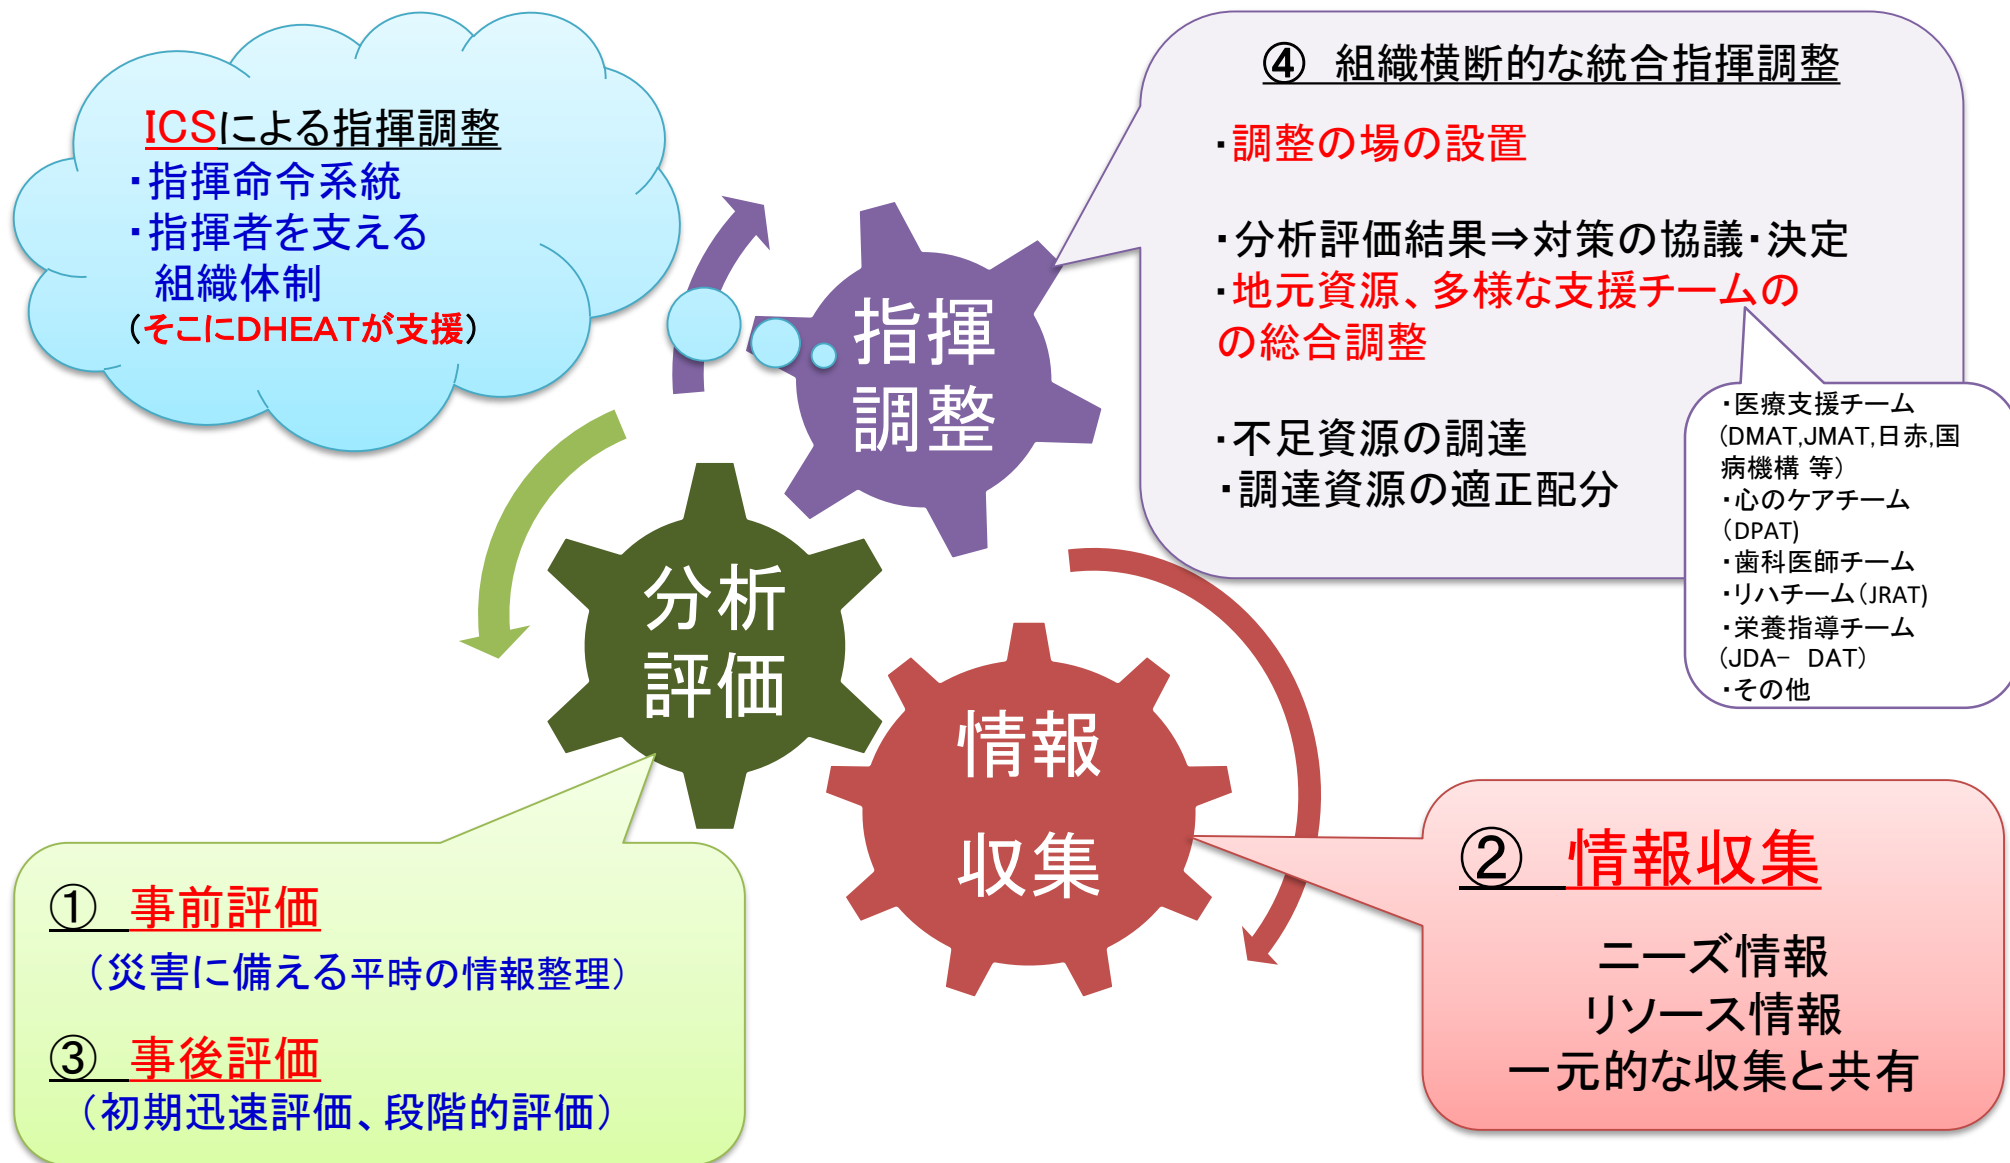 ICSによる指揮調整
・指揮命令系統
・指揮者を支える
組織体制
（そこにDHEATが支援）
④　組織横断的な統合指揮調整
・調整の場の設置
・分析評価結果⇒対策の協議・決定
・地元資源、多様な支援チームの
の総合調整
・不足資源の調達
・調達資源の適正配分
・医療支援チーム
（DMAT,JMAT,日赤,国
病機構 等）
・心のケアチーム
（DPAT)
・歯科医師チーム
・リハチーム（JRAT)
・栄養指導チーム
（JDA−　DAT）
・その他
指揮
調整
分析
評価
情報
収集
①　事前評価
（災害に備える平時の情報整理）
③　事後評価
（初期迅速評価、段階的評価）
②　情報収集
ニーズ情報
リソース情報
一元的な収集と共有